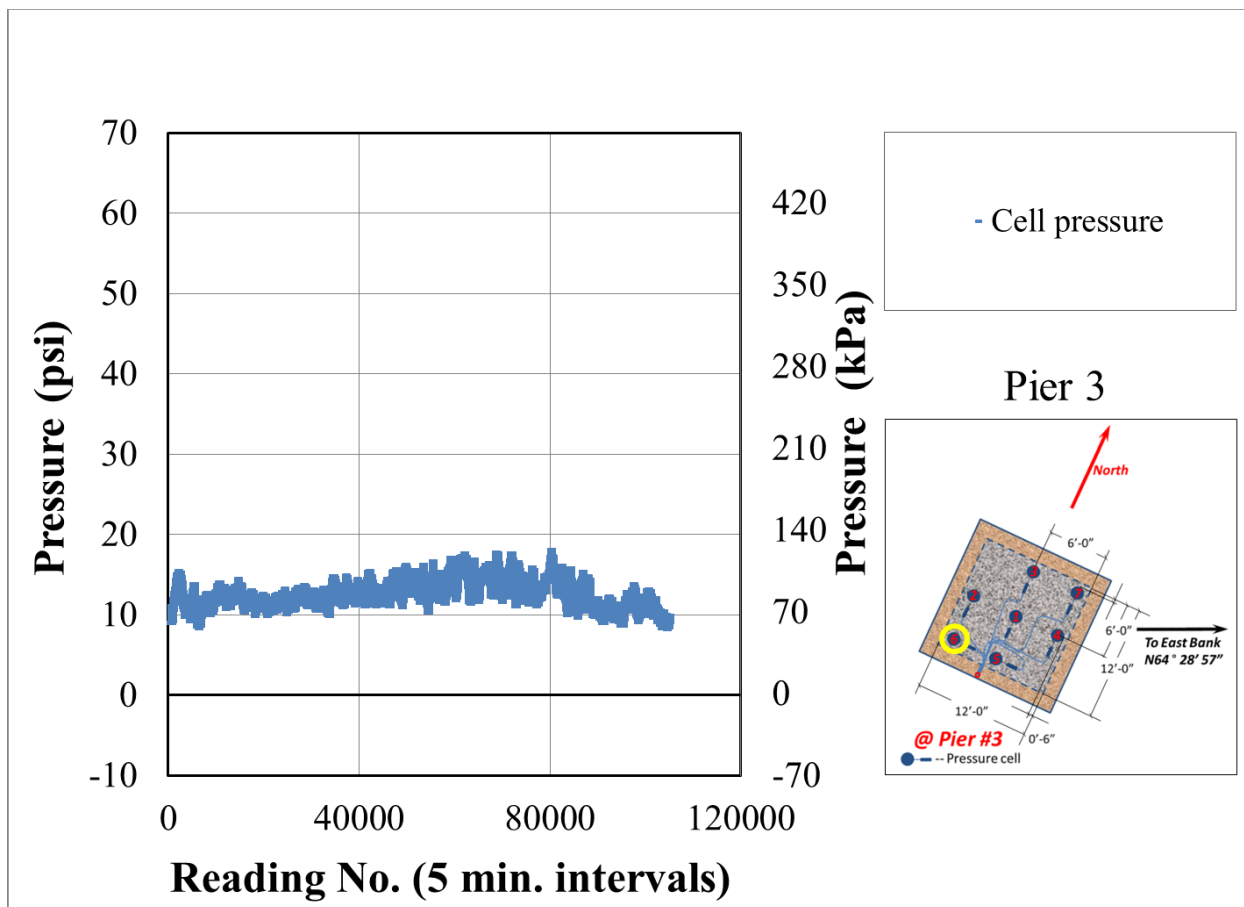 70
60
50
40
30
20
10
0
-10
Pressure (psi)
0
40000
80000
120000
Reading No. (5 min. intervals)
420
350
280
210
140
70
0
-70
Pressure (kPa)
Cell pressure
Pier 3
North
6'-0"
6'-0"
12'-0"
To East Bank
N64° 28' 57"
12'-0"
0'-6"
@ Pier #3
-- Pressure cell